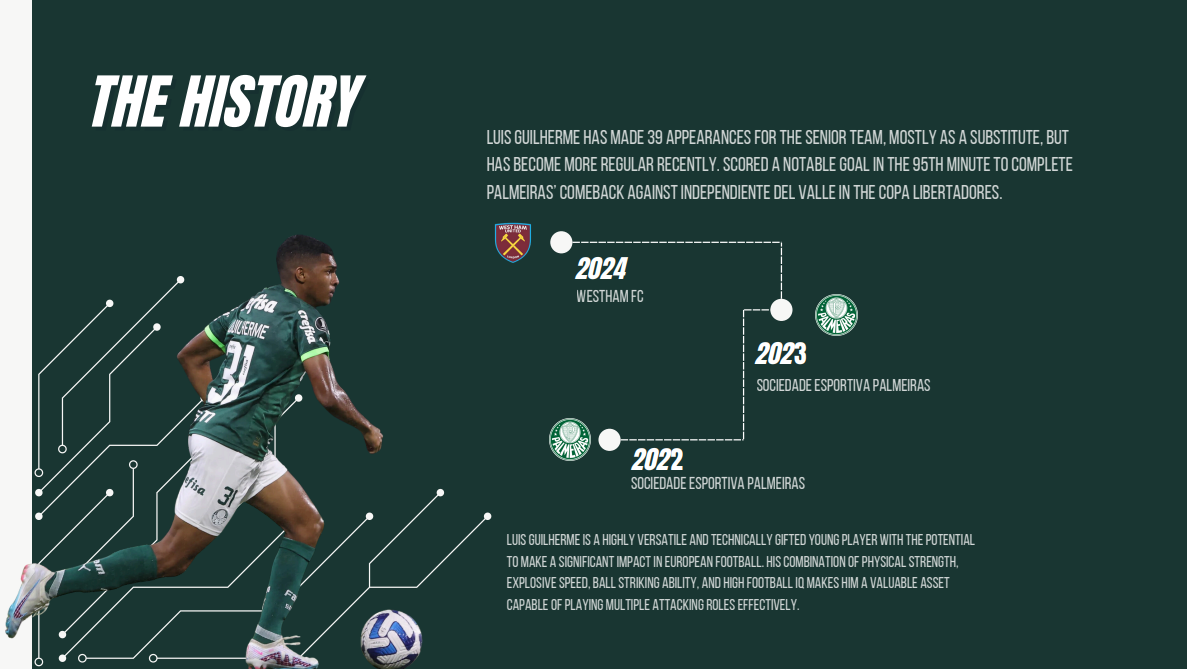 THE HISTORY
LUIS GUILHERME HAS MADE 39 APPEARANCES FOR THE SENIOR TEAM, MOSTLY AS A SUBSTITUTE, BUT
HAS BECOME MORE REGULAR RECENTLY. SCORED A NOTABLE GOAL IN THE 95TH MINUTE TO COMPLETE
PALMEIRAS' COMEBACK AGAINST INDEPENDIENTE DEL VALLE IN THE COPA LIBERTADORES.
WEST HAM
UNITED
LONDON
2024
WESTHAM FC
PALMEIRAS
2023
SOCIEDADE ESPORTIVA PALMEIRAS
PALMEIRAS
2022
SOCIEDADE ESPORTIVA PALMEIRAS
efisa
crefisa
GUILHERME
31
efisa
31
LUIS GUILHERME IS A HIGHLY VERSATILE AND TECHNICALLY GIFTED YOUNG PLAYER WITH THE POTENTIAL
TO MAKE A SIGNIFICANT IMPACT IN EUROPEAN FOOTBALL. HIS COMBINATION OF PHYSICAL STRENGTH,
EXPLOSIVE SPEED, BALL STRIKING ABILITY, AND HIGH FOOTBALL IQ MAKES HIM A VALUABLE ASSET
CAPABLE OF PLAYING MULTIPLE ATTACKING ROLES EFFECTIVELY.